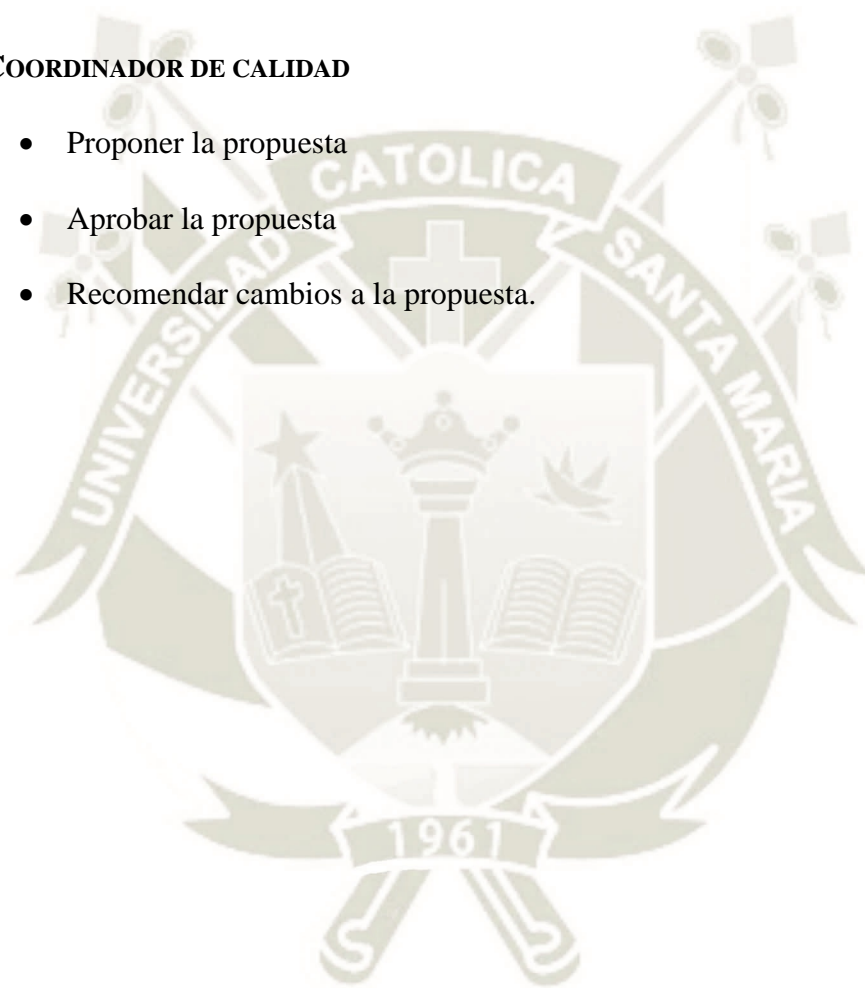 COORDINADOR DE CALIDAD
• Proponer la propuesta
• Aprobar la propuesta
• Recomendar cambios a la propuesta.
UNIVERSIDAD CATOLICA SANTA MARIA
1961